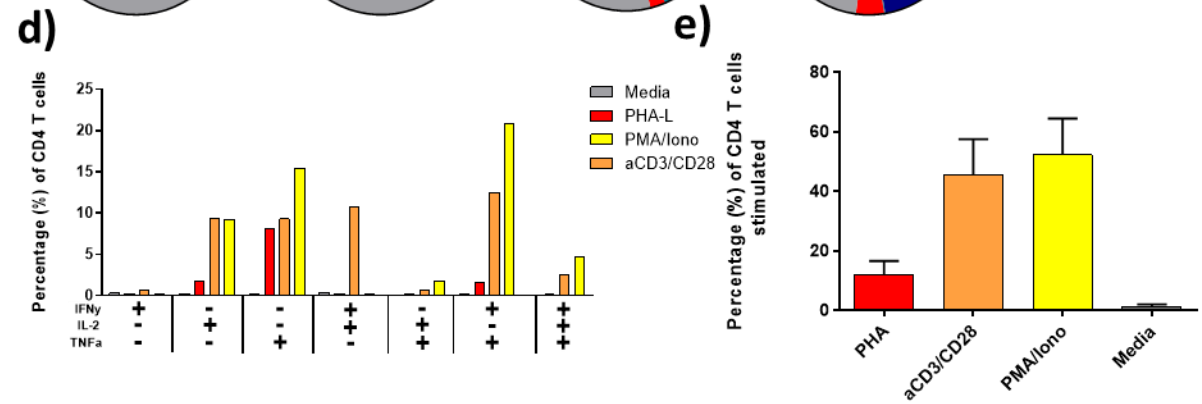 d)
Percentage (%) of CD4 T cells
25
20
15
10
5
0
IFNy + - - + - + +
IL-2 - + - + + - +
TNFa - - + - + + +
Media
PHA-L
PMA/Iono
aCD3/CD28
e)
Percentage (%) of CD4 T cells
stimulated
80
60
40
20
0
PHA
aCD3/CD28
PMA/Iono
Media